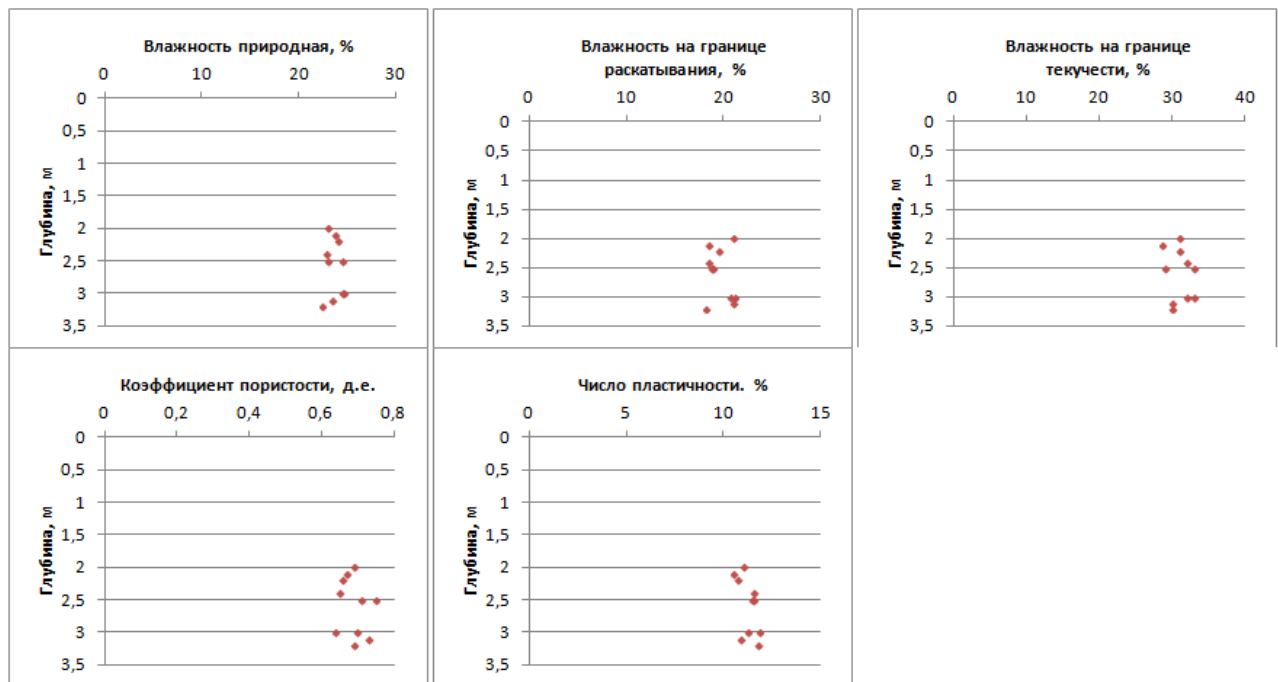 Влажность природная, %
0 10 20 30
0
0,5
1
1,5
2
2,5
3
3,5
Глубина, м
Влажность на границе
раскатывания, %
0 10 20 30
0
0,5
1
1,5
2
2,5
3
3,5
Глубина, м
Влажность на границе
текучести, %
0 10 20 30 40
0
0,5
1
1,5
2
2,5
3
3,5
Глубина, м
Коэффициент пористости, д.е.
0 0,2 0,4 0,6 0,8
0
0,5
1
1,5
2
2,5
3
3,5
Глубина, м
Число пластичности. %
0 5 10 15
0
0,5
1
1,5
2
2,5
3
3,5
Глубина, м